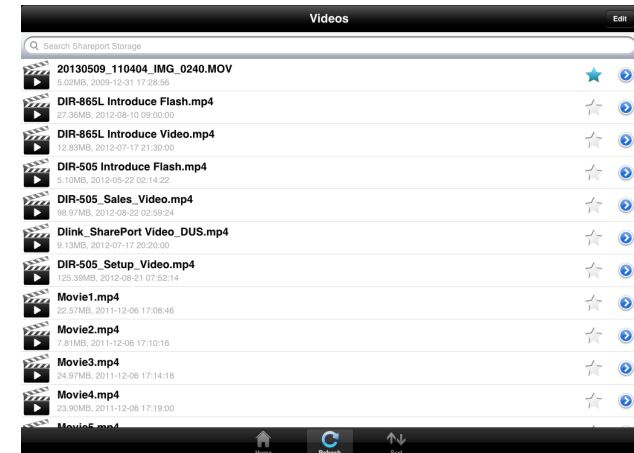 Videos
Edit
Search Shareport Storage
20130509_110404_IMG_0240.MOV
5.02MB, 2009-12-31 17:28:56
DIR-865L Introduce Flash.mp4
27.36MB, 2012-08-10 09:00:00
DIR-865L Introduce Video.mp4
12.83MB, 2012-07-17 21:30:00
DIR-505 Introduce Flash.mp4
5.10MB, 2012-05-22 02:14:22
DIR-505_Sales_Video.mp4
98.97MB, 2012-08-22 02:59:24
Dlink_SharePort Video_DUS.mp4
9.13MB, 2012-07-17 20:20:00
DIR-505_Setup_Video.mp4
125.39MB, 2012-08-21 07:52:14
Movie1.mp4
22.57MB, 2011-12-06 17:08:46
Movie2.mp4
7.81MB, 2011-12-06 17:10:16
Movie3.mp4
24.97MB, 2011-12-06 17:14:18
Movie4.mp4
23.90MB, 2011-12-06 17:19:00
Movie5.mp4
Home Refresh Sort